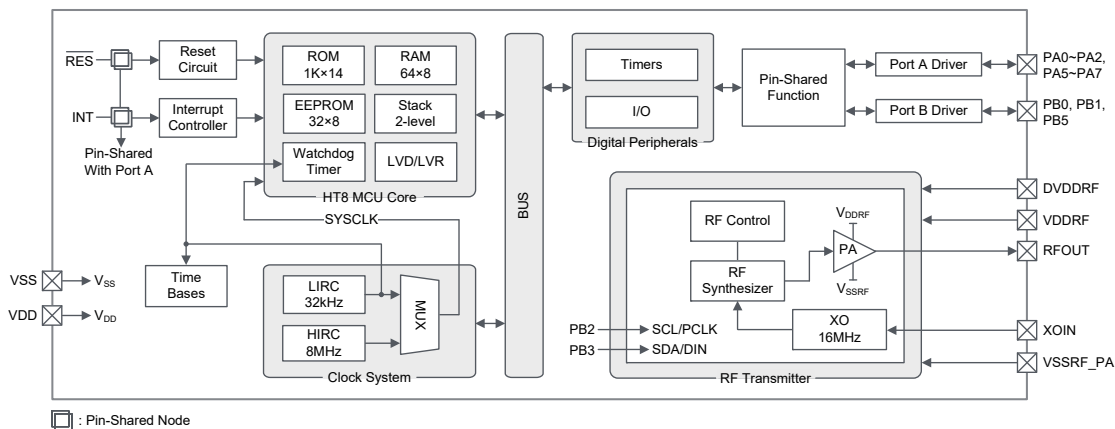 RES
INT
Pin-Shared
With Port A
Reset
Circuit
Interrupt
Controller
ROM
1K×14
RAM
64×8
EEPROM
32×8
Stack
2-level
Watchdog
Timer
LVD/LVR
HT8 MCU Core
SYSCLK
Time
Bases
VSS
VSS
VDD
VDD
LIRC
32kHz
HIRC
8MHz
MUX
Clock System
BUS
Timers
I/O
Digital Peripherals
Pin-Shared
Function
Port A Driver
Port B Driver
PA0~PA2,
PA5~PA7
PB0, PB1,
PB5
RF Control
RF
Synthesizer
VDDRF
PA
VSSRF
XO
16MHz
PB2
SCL/PCLK
PB3
SDA/DIN
RF Transmitter
DVDDRF
VDDRF
RFOUT
XOIN
VSSRF_PA
: Pin-Shared Node